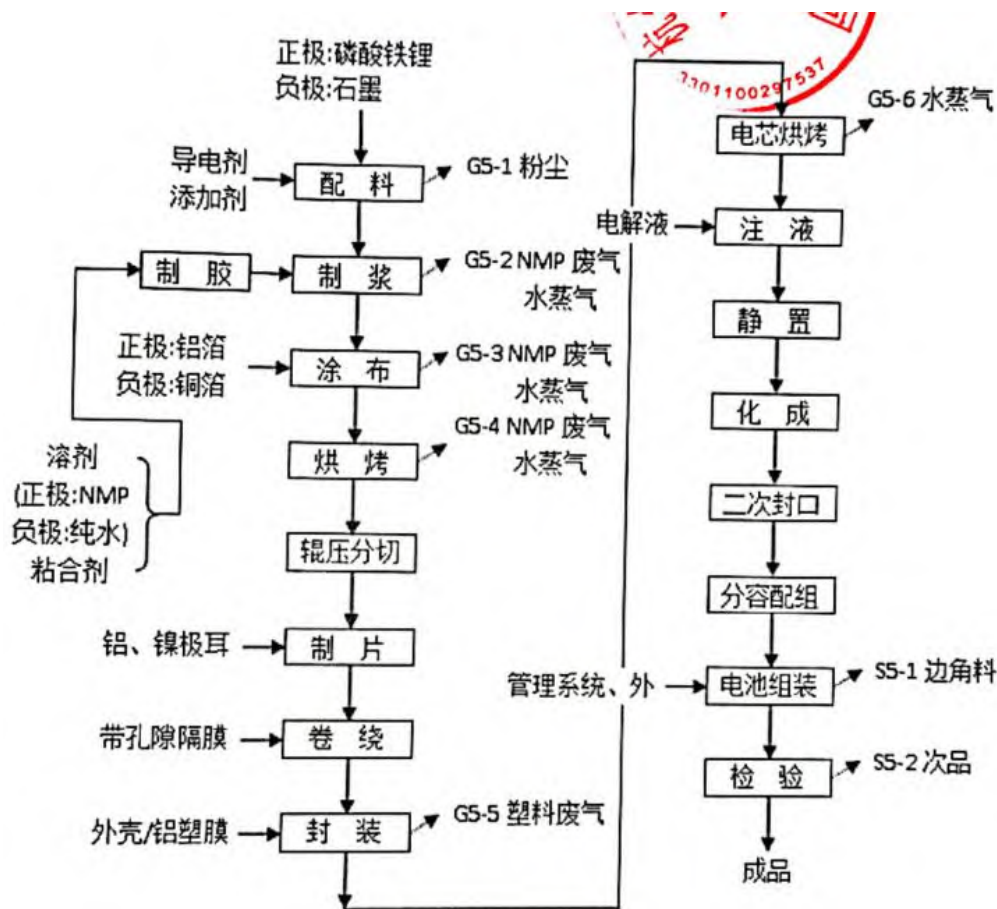 正极:磷酸铁锂
负极:石墨
导电剂
添加剂
配 料
G5-1 粉尘
制 胶
制 浆
G5-2 NMP 废气
水蒸气
正极:铝箔
负极:铜箔
涂 布
G5-3 NMP 废气
水蒸气
烘 烤
G5-4 NMP 废气
水蒸气
溶剂
(正极:NMP
负极:纯水)
粘合剂
辊压分切
铝、镍极耳
制 片
带孔隙隔膜
卷 绕
外壳/铝塑膜
封 装
G5-5 塑料废气
3301100297537
电芯烘烤
G5-6 水蒸气
电解液
注 液
静 置
化 成
二次封口
分容配组
管理系统、外
电池组装
S5-1 边角料
检 验
S5-2 次品
成品